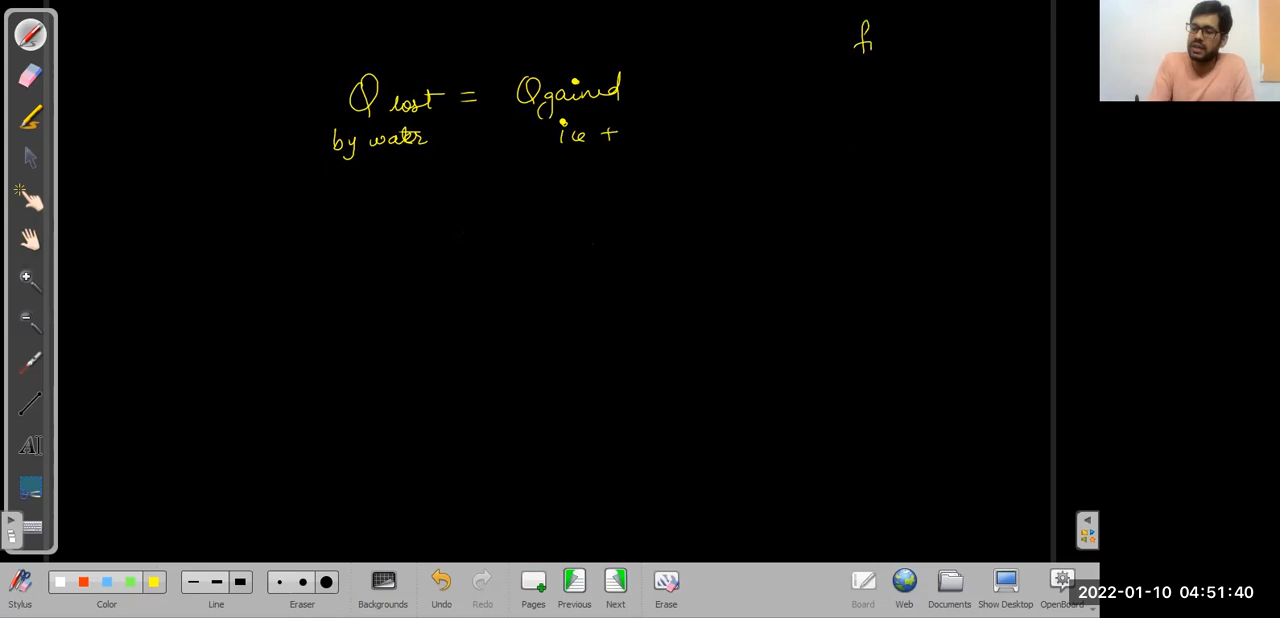 Q lost = Qgained
by water ice +
Stylus
Color
Line
Eraser
Backgrounds
Undo
Redo
Pages
Previous
Next
Erase
Board
Web
Documents
Show Desktop
OpenBoard
2022-01-10 04:51:40